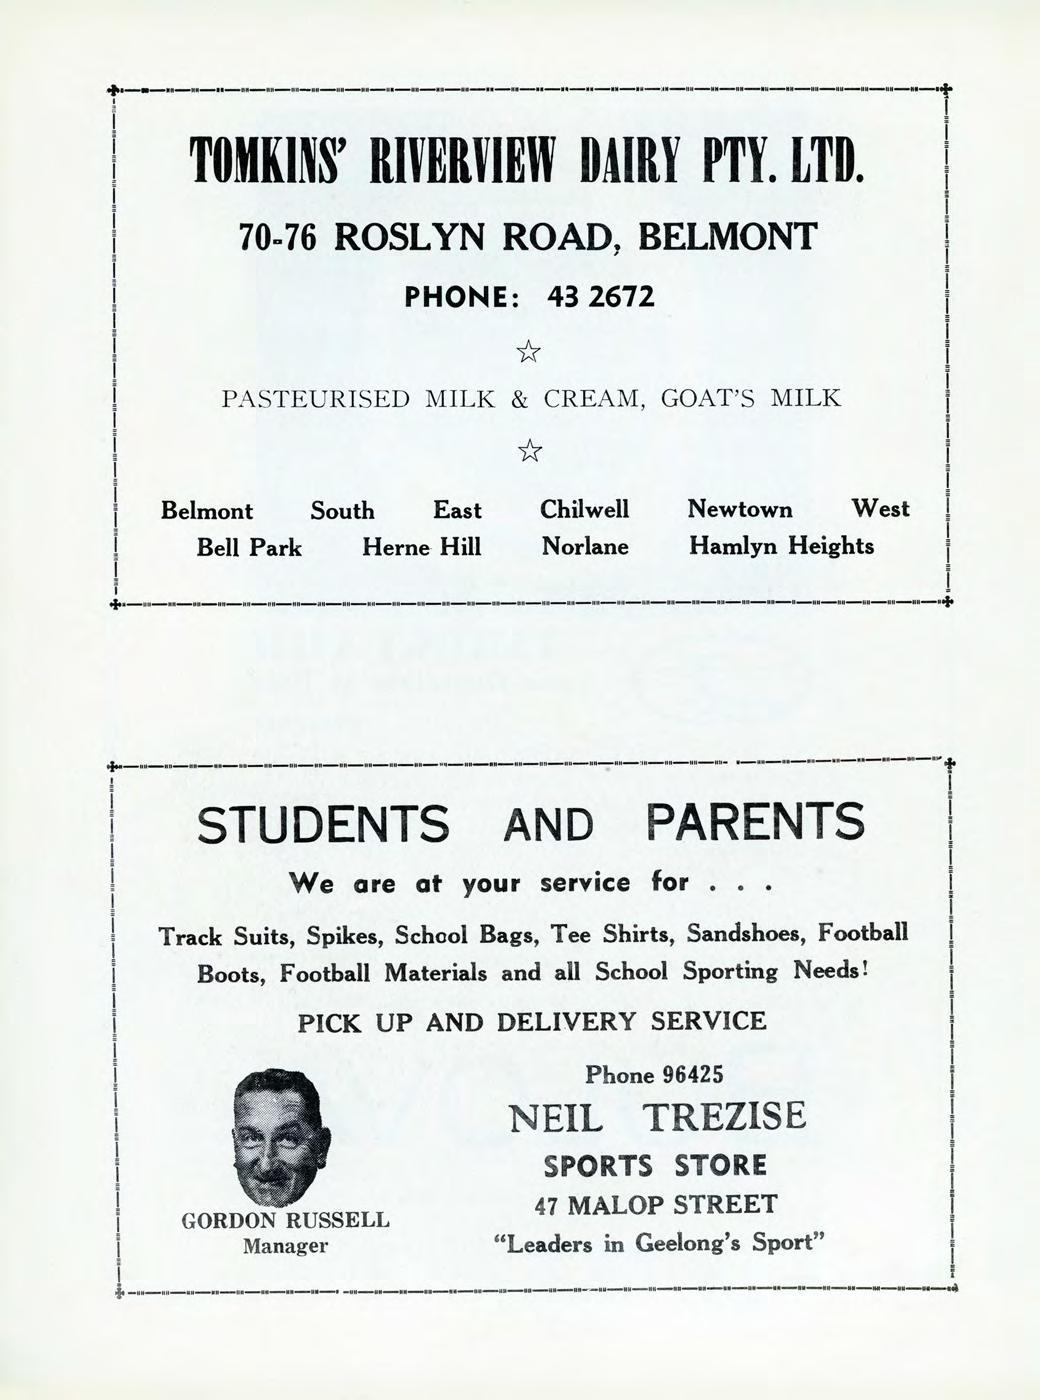 TOMKINS' RIVERVIEW DAIRY PTY. LTD.
70-76 ROSLYN ROAD, BELMONT
PHONE: 43 2672
PASTEURISED MILK & CREAM, GOAT'S MILK
Belmont South East Chilwell Newtown West
Bell Park Herne Hill Norlane Hamlyn Heights
STUDENTS AND PARENTS
We are at your service for . . .
Track Suits, Spikes, School Bags, Tee Shirts, Sandshoes, Football
Boots, Football Materials and all School Sporting Needs!
PICK UP AND DELIVERY SERVICE
Phone 96425
NEIL TREZISE
SPORTS STORE
47 MALOP STREET
"Leaders in Geelong's Sport"
GORDON RUSSELL
Manager